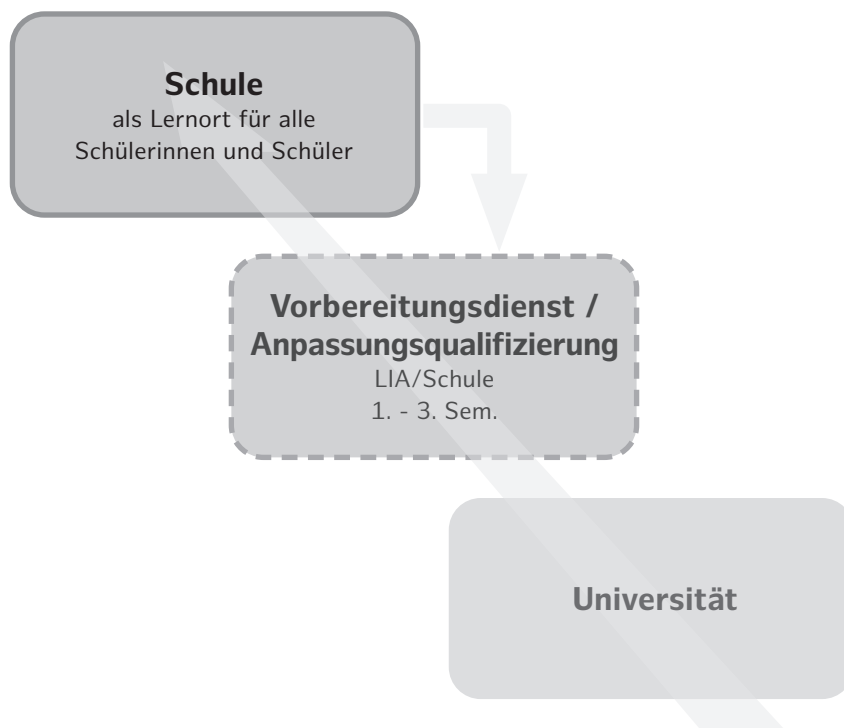 Schule
als Lernort für alle
Schülerinnen und Schüler
Vorbereitungsdienst /
Anpassungsqualifizierung
LIA/Schule
1. - 3. Sem.
Universität